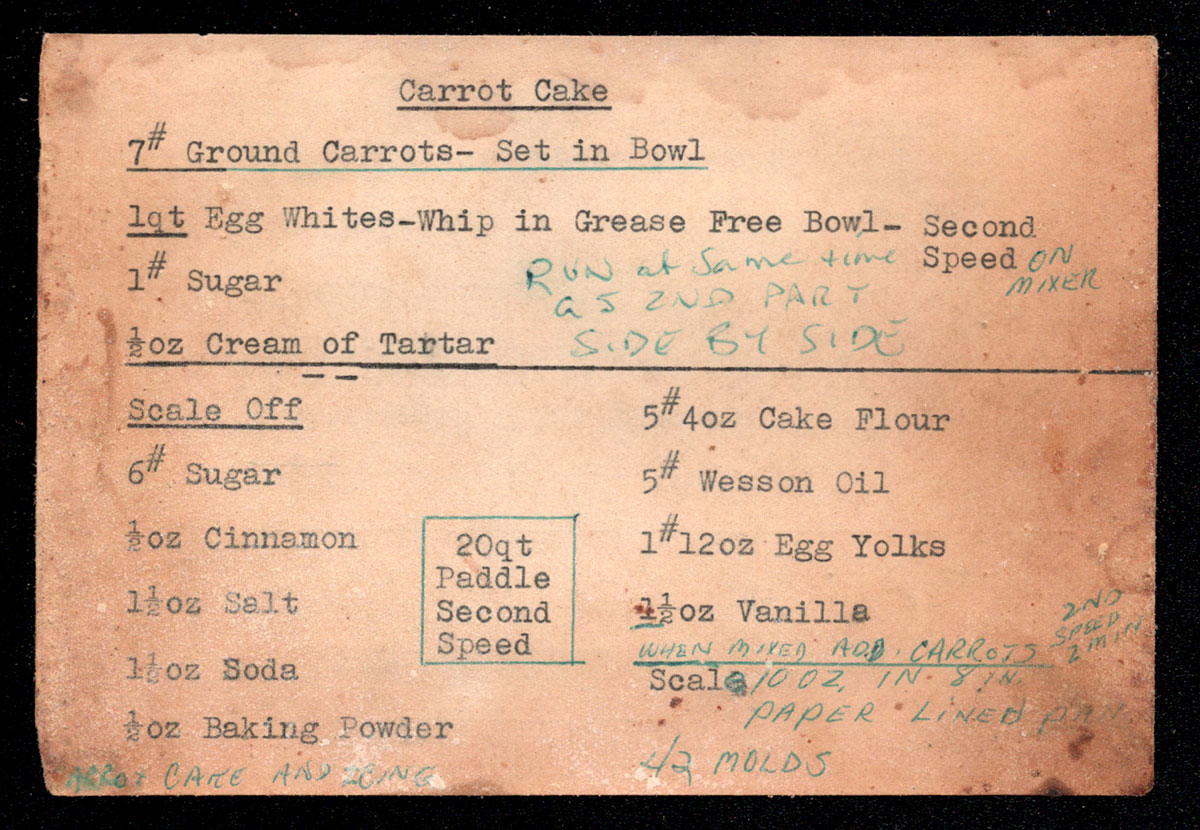 Carrot Cake
7# Ground Carrots- Set in Bowl
1qt Egg Whites-Whip in Grease Free Bowl- Second
Speed ON
MIXER
RUN at Same time
as 2ND PART
SIDE BY SIDE
1# Sugar
½oz Cream of Tartar
Scale Off
6# Sugar
½oz Cinnamon
1½oz Salt
1½oz Soda
½oz Baking Powder
20qt
Paddle
Second
Speed
5#4oz Cake Flour
5# Wesson Oil
1#12oz Egg Yolks
1½oz Vanilla
WHEN MIXED ADD CARROTS
2ND
SPEED
2 MIN
Scale 10 OZ. IN 8 IN.
PAPER LINED PAN
42 MOLDS
ARROT CAKE AND ICING